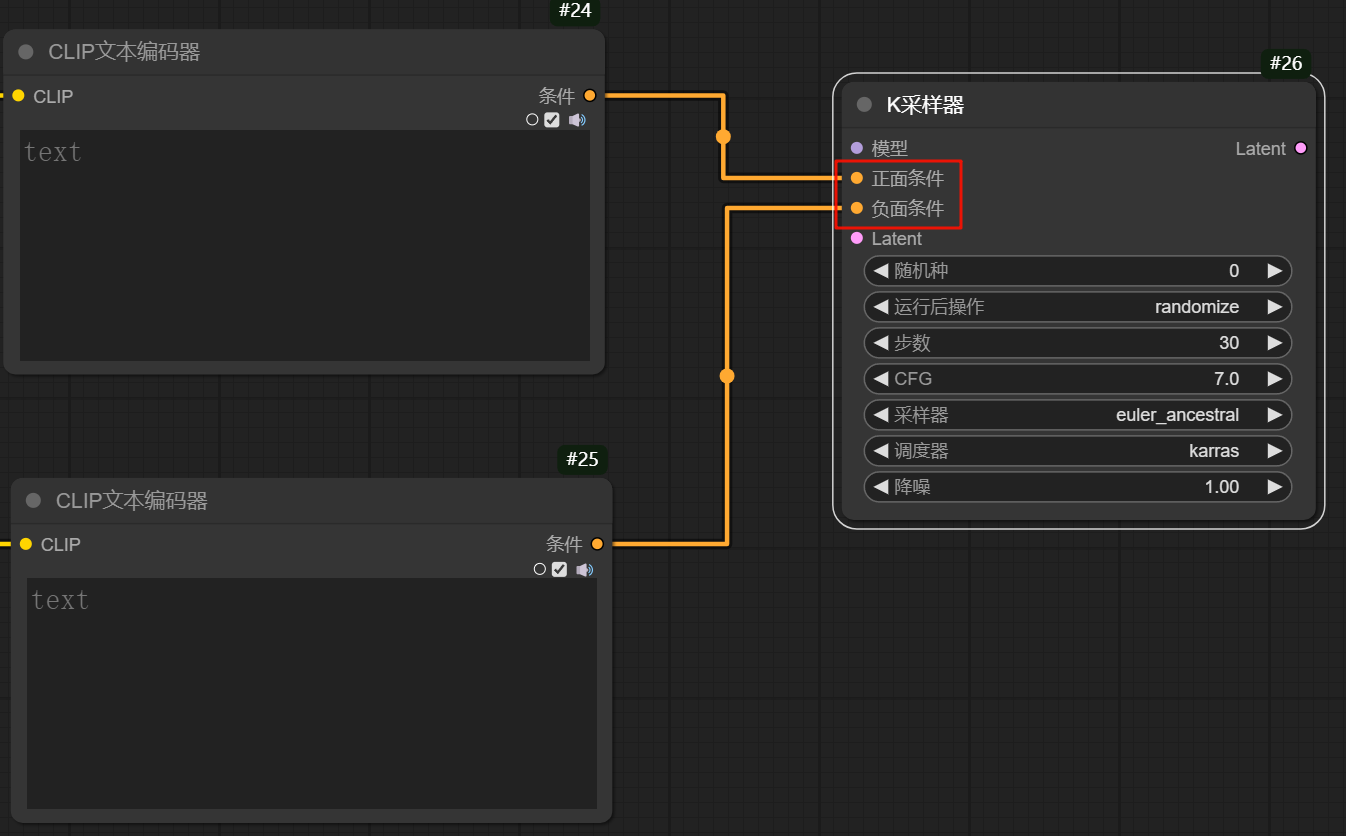 #24
CLIP文本编码器
CLIP
条件
text
#26
K采样器
模型
Latent
正面条件
负面条件
Latent
随机种 0
运行后操作 randomize
步数 30
CFG 7.0
采样器 euler_ancestral
调度器 karras
降噪 1.00
#25
CLIP文本编码器
CLIP
条件
text